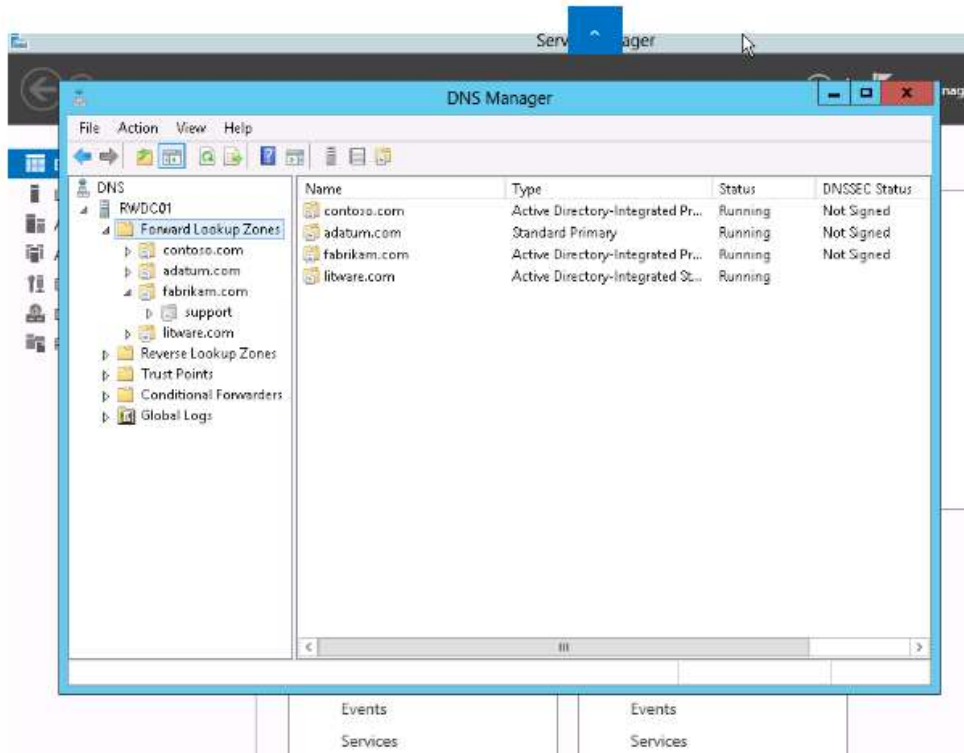 Serv ager
nag
DNS Manager
File Action View Help
DNS
RWDC01
Forward Lookup Zones
contoso.com
adatum.com
fabrikam.com
support
litware.com
Reverse Lookup Zones
Trust Points
Conditional Forwarders
Global Logs
Name Type Status DNSSEC Status
contoso.com Active Directory-Integrated Pr... Running Not Signed
adatum.com Standard Primary Running Not Signed
fabrikam.com Active Directory-Integrated Pr... Running Not Signed
litware.com Active Directory-Integrated St... Running
Events Events
Services Services